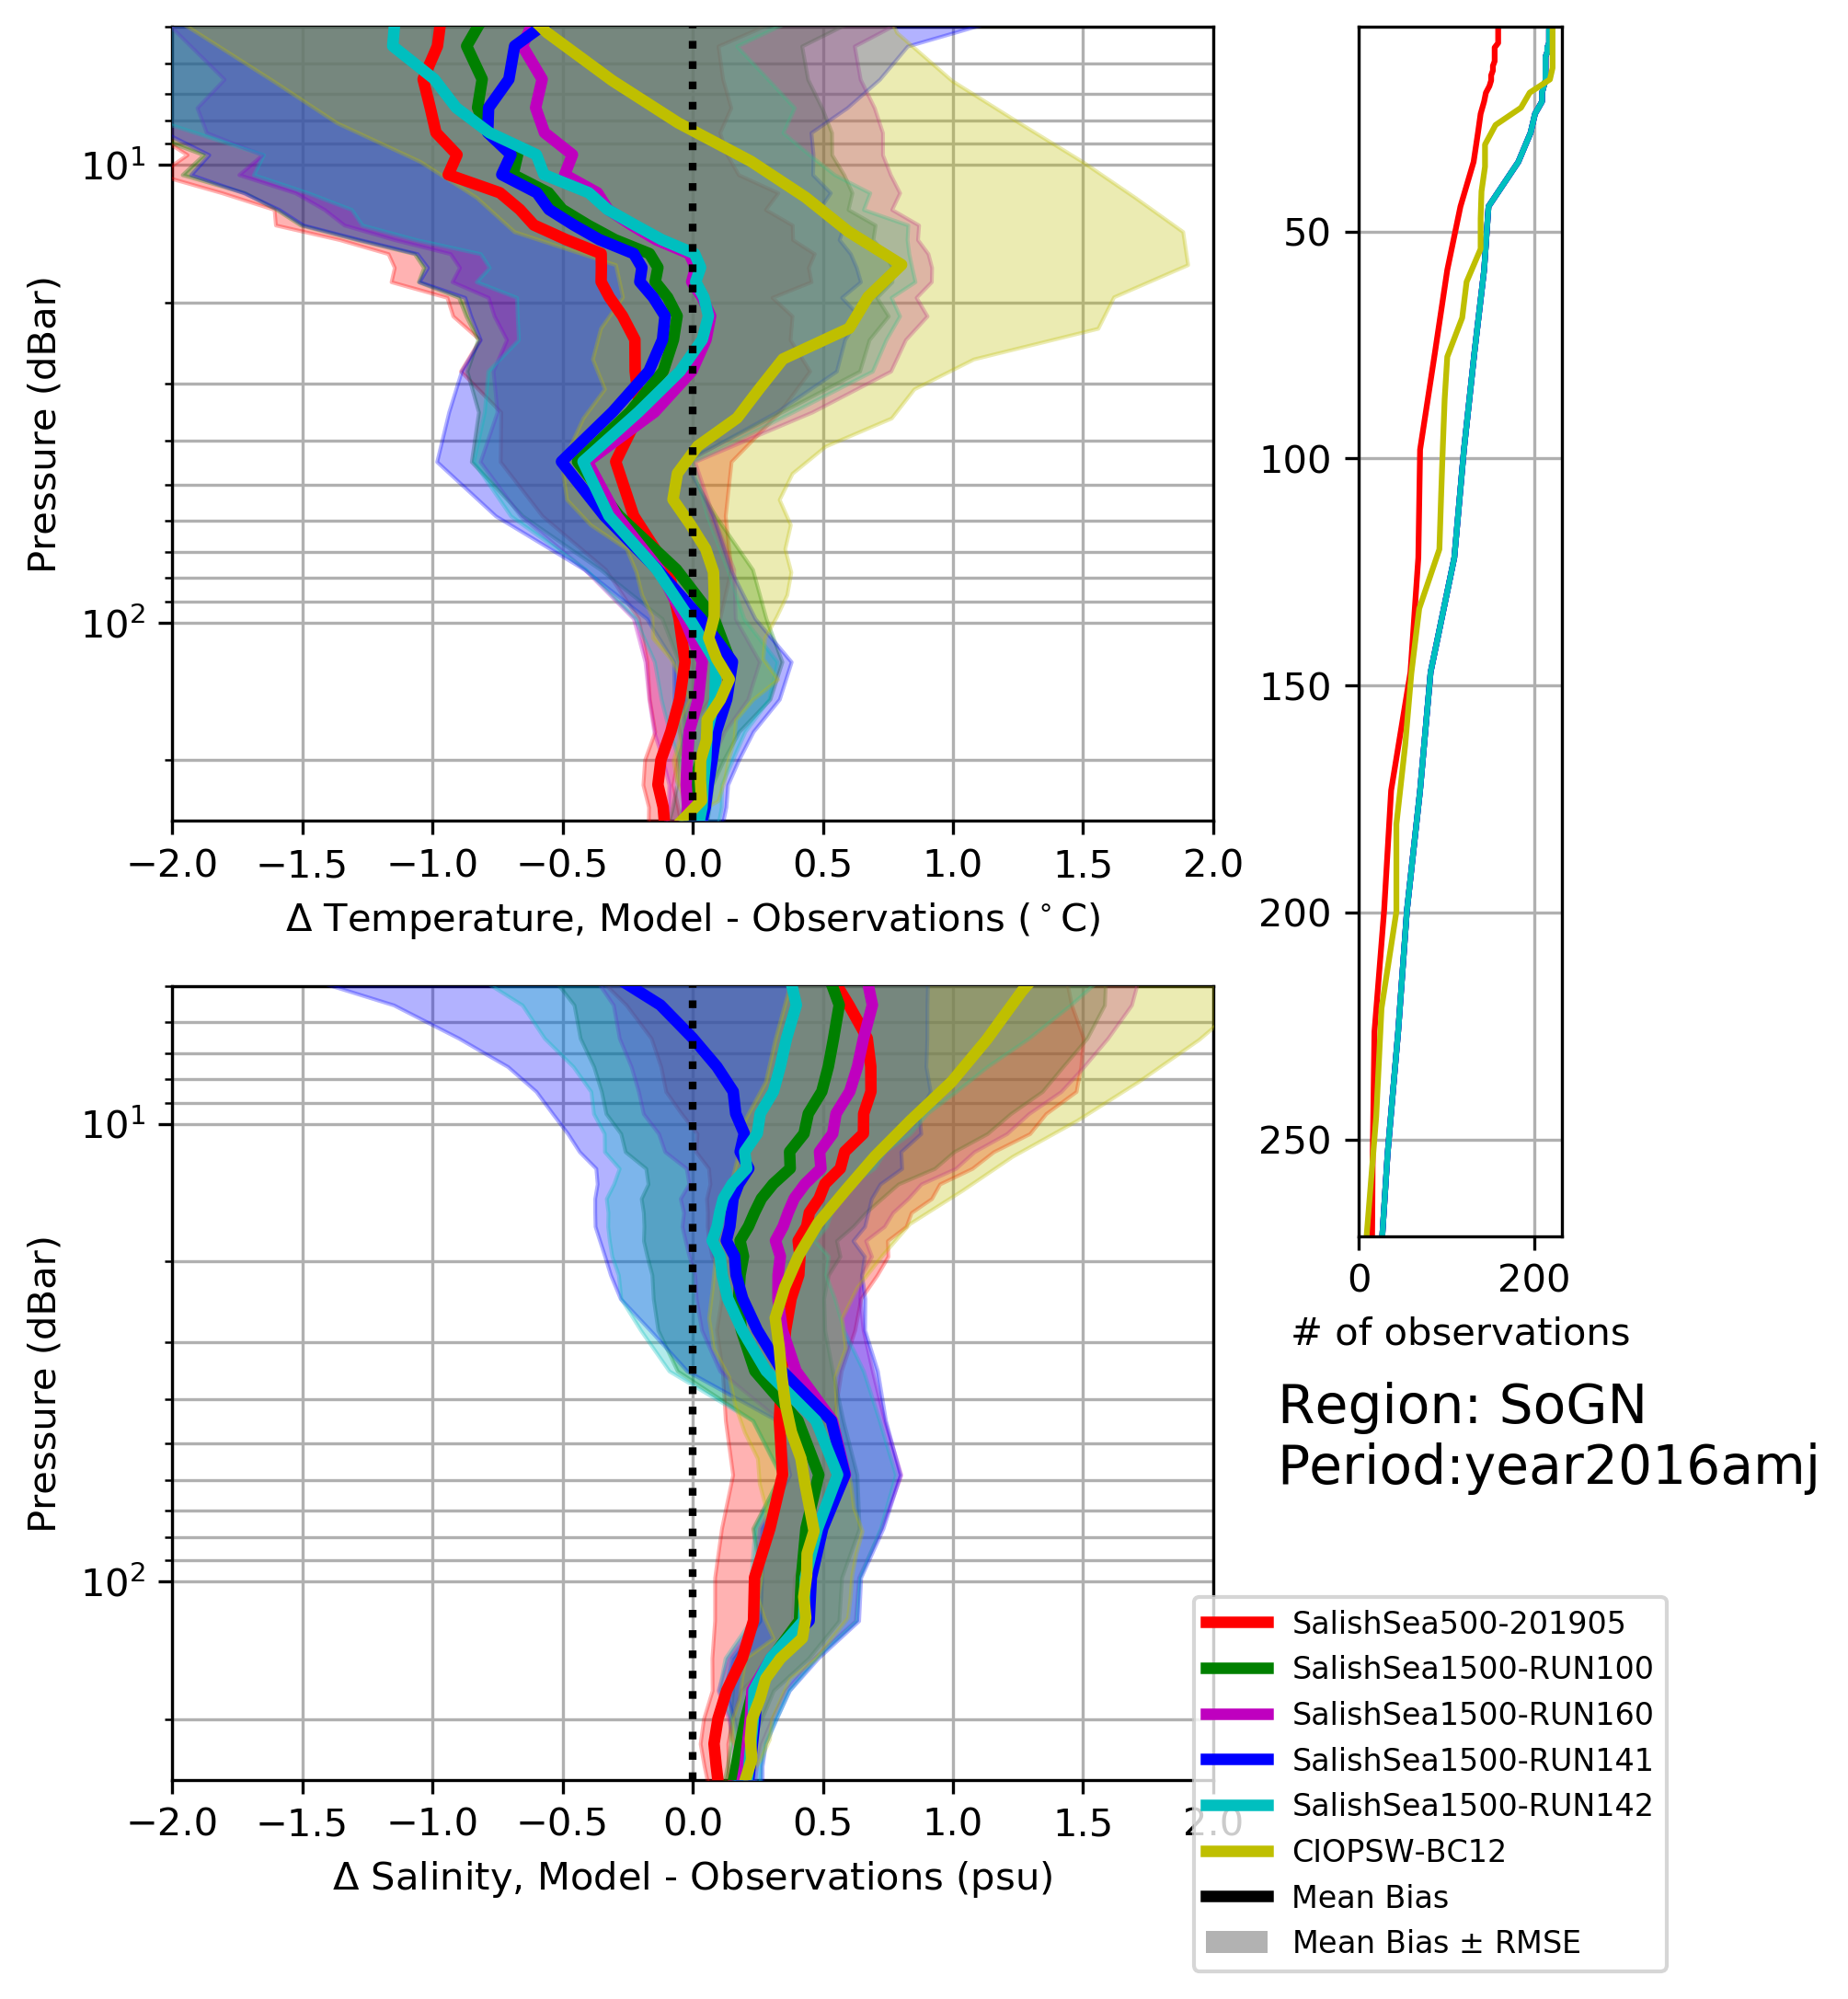 Pressure (dBar)
10¹
10²
−2.0 −1.5 −1.0 −0.5 0.0 0.5 1.0 1.5 2.0
Δ Temperature, Model - Observations (°C)
Pressure (dBar)
10¹
10²
−2.0 −1.5 −1.0 −0.5 0.0 0.5 1.0 1.5 2.0
Δ Salinity, Model - Observations (psu)
50
100
150
200
250
0 200
# of observations
Region: SoGN
Period:year2016amj
SalishSea500-201905
SalishSea1500-RUN100
SalishSea1500-RUN160
SalishSea1500-RUN141
SalishSea1500-RUN142
CIOPSW-BC12
Mean Bias
Mean Bias ± RMSE